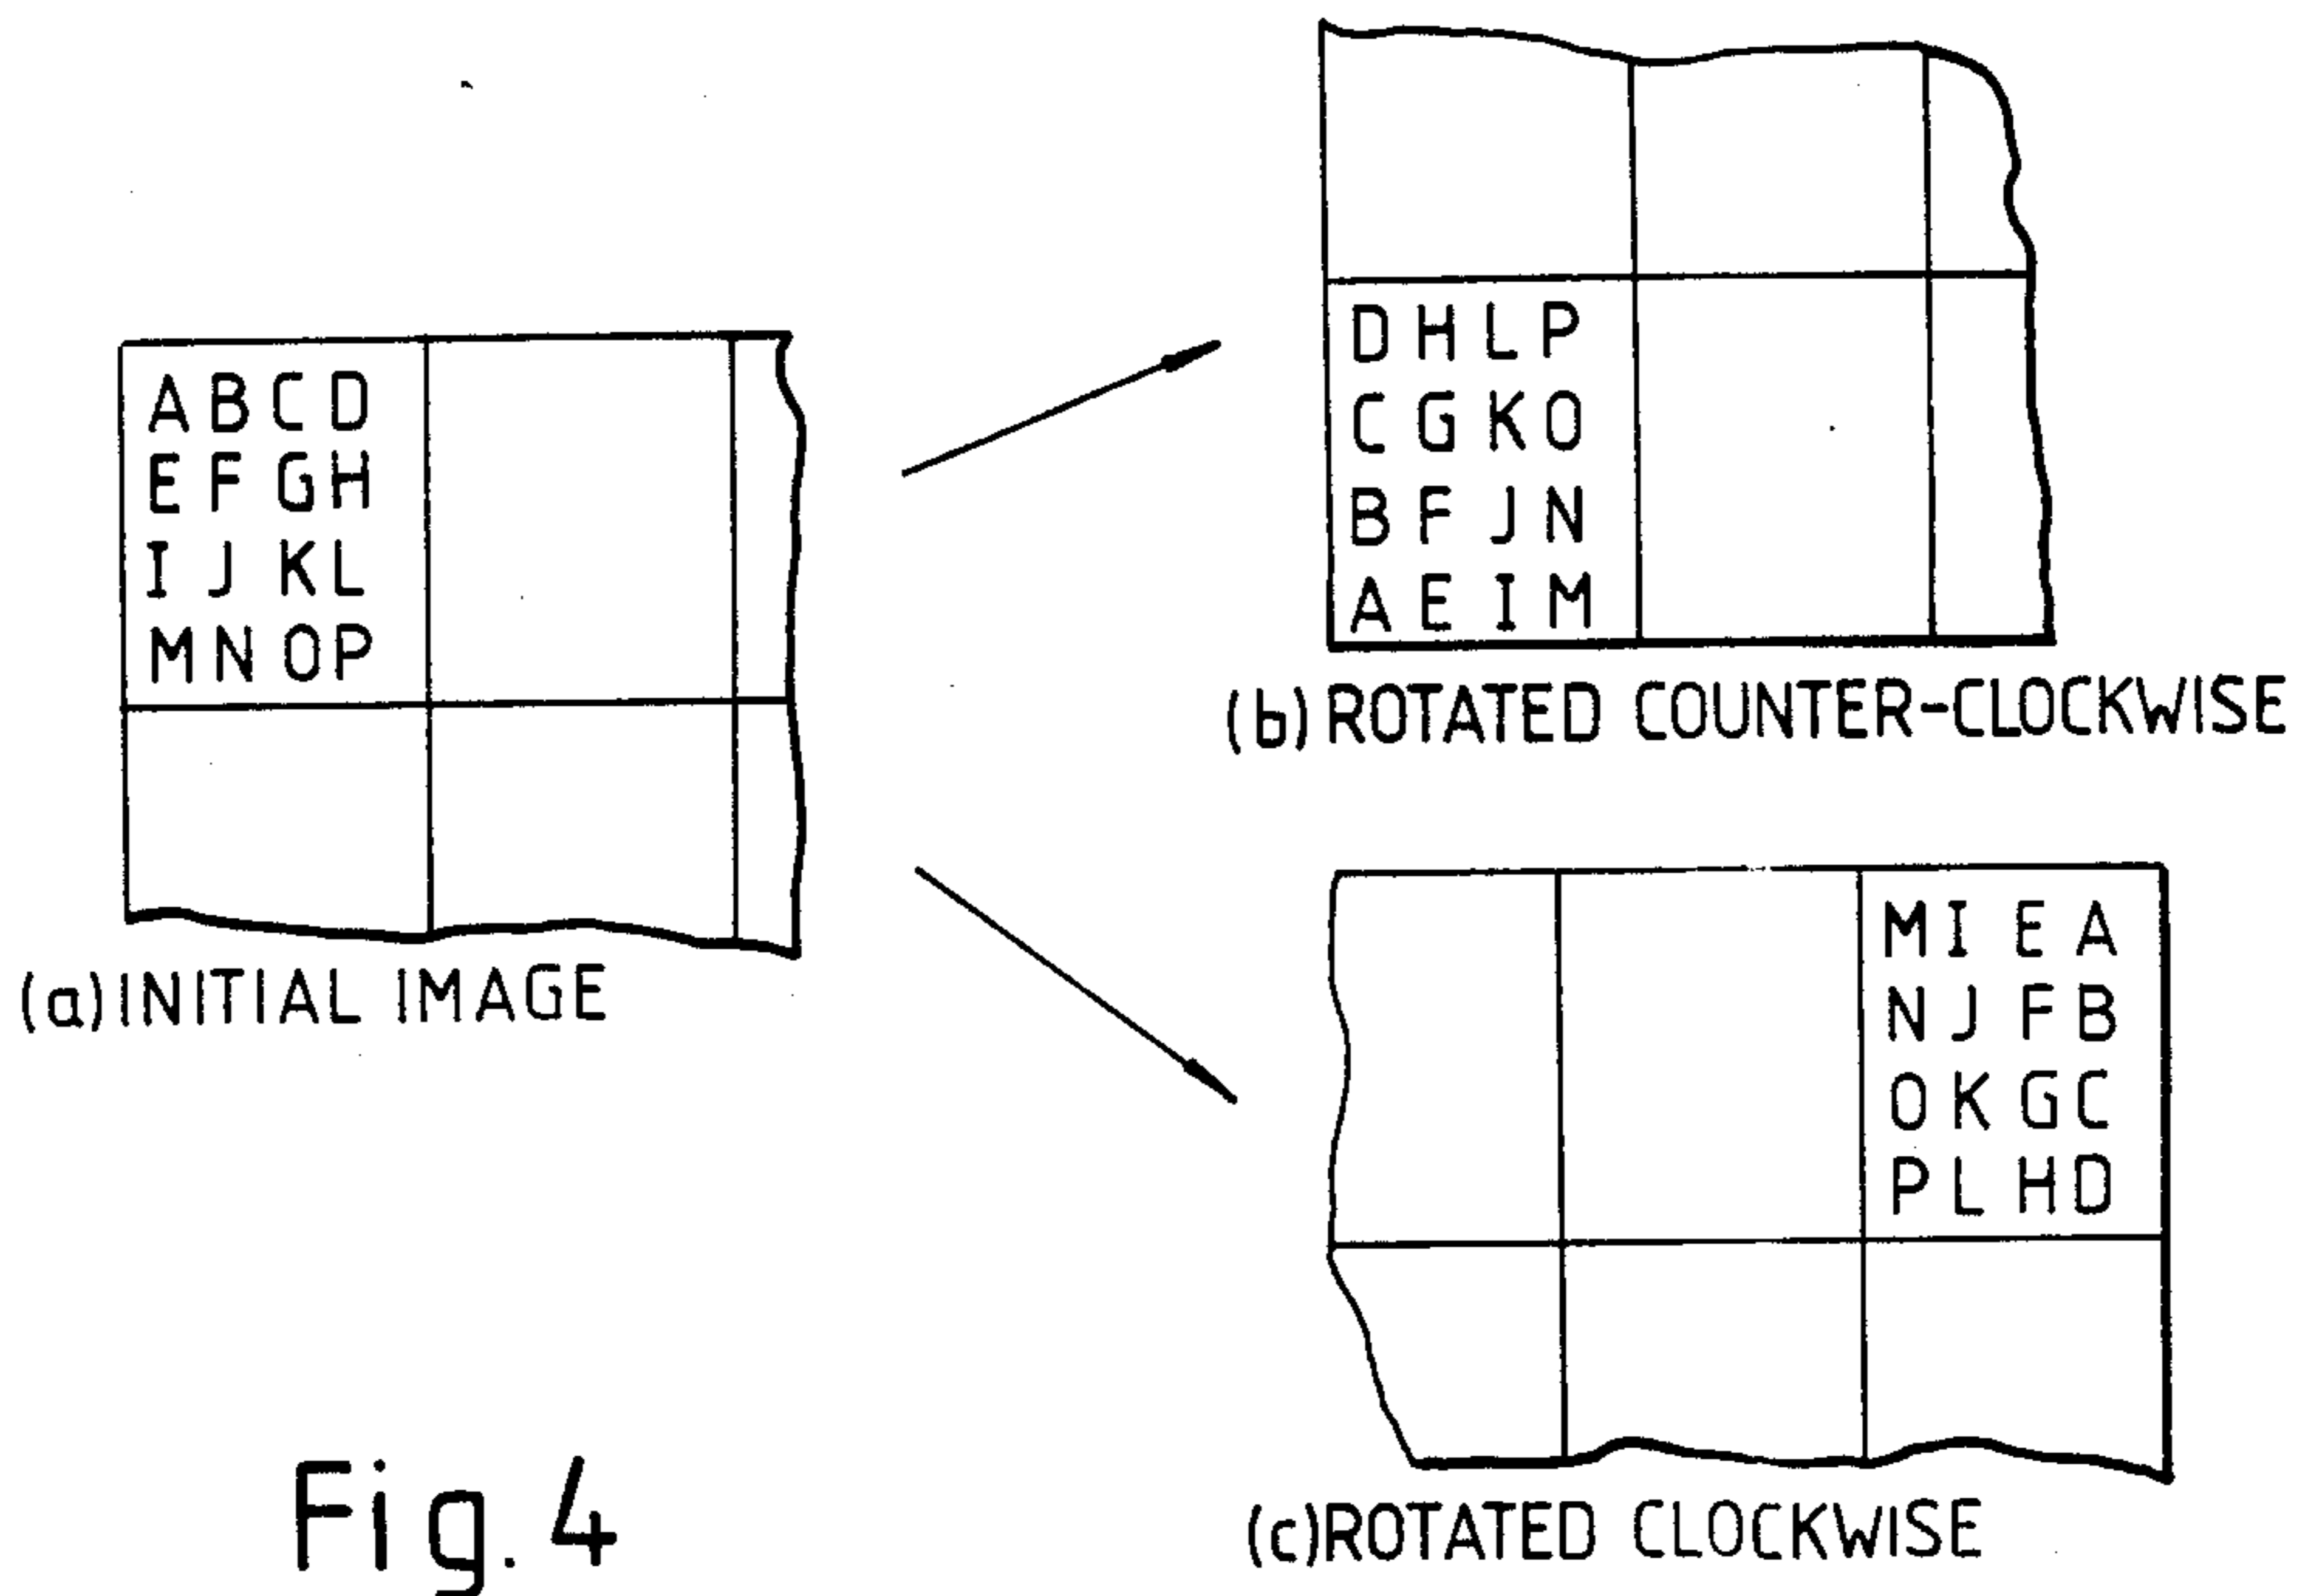 A B C D
E F G H
I J K L
M N O P
(a) INITIAL IMAGE
D H L P
C G K O
B F J N
A E I M
(b) ROTATED COUNTER-CLOCKWISE
M I E A
N J F B
O K G C
P L H D
(c) ROTATED CLOCKWISE
Fig. 4